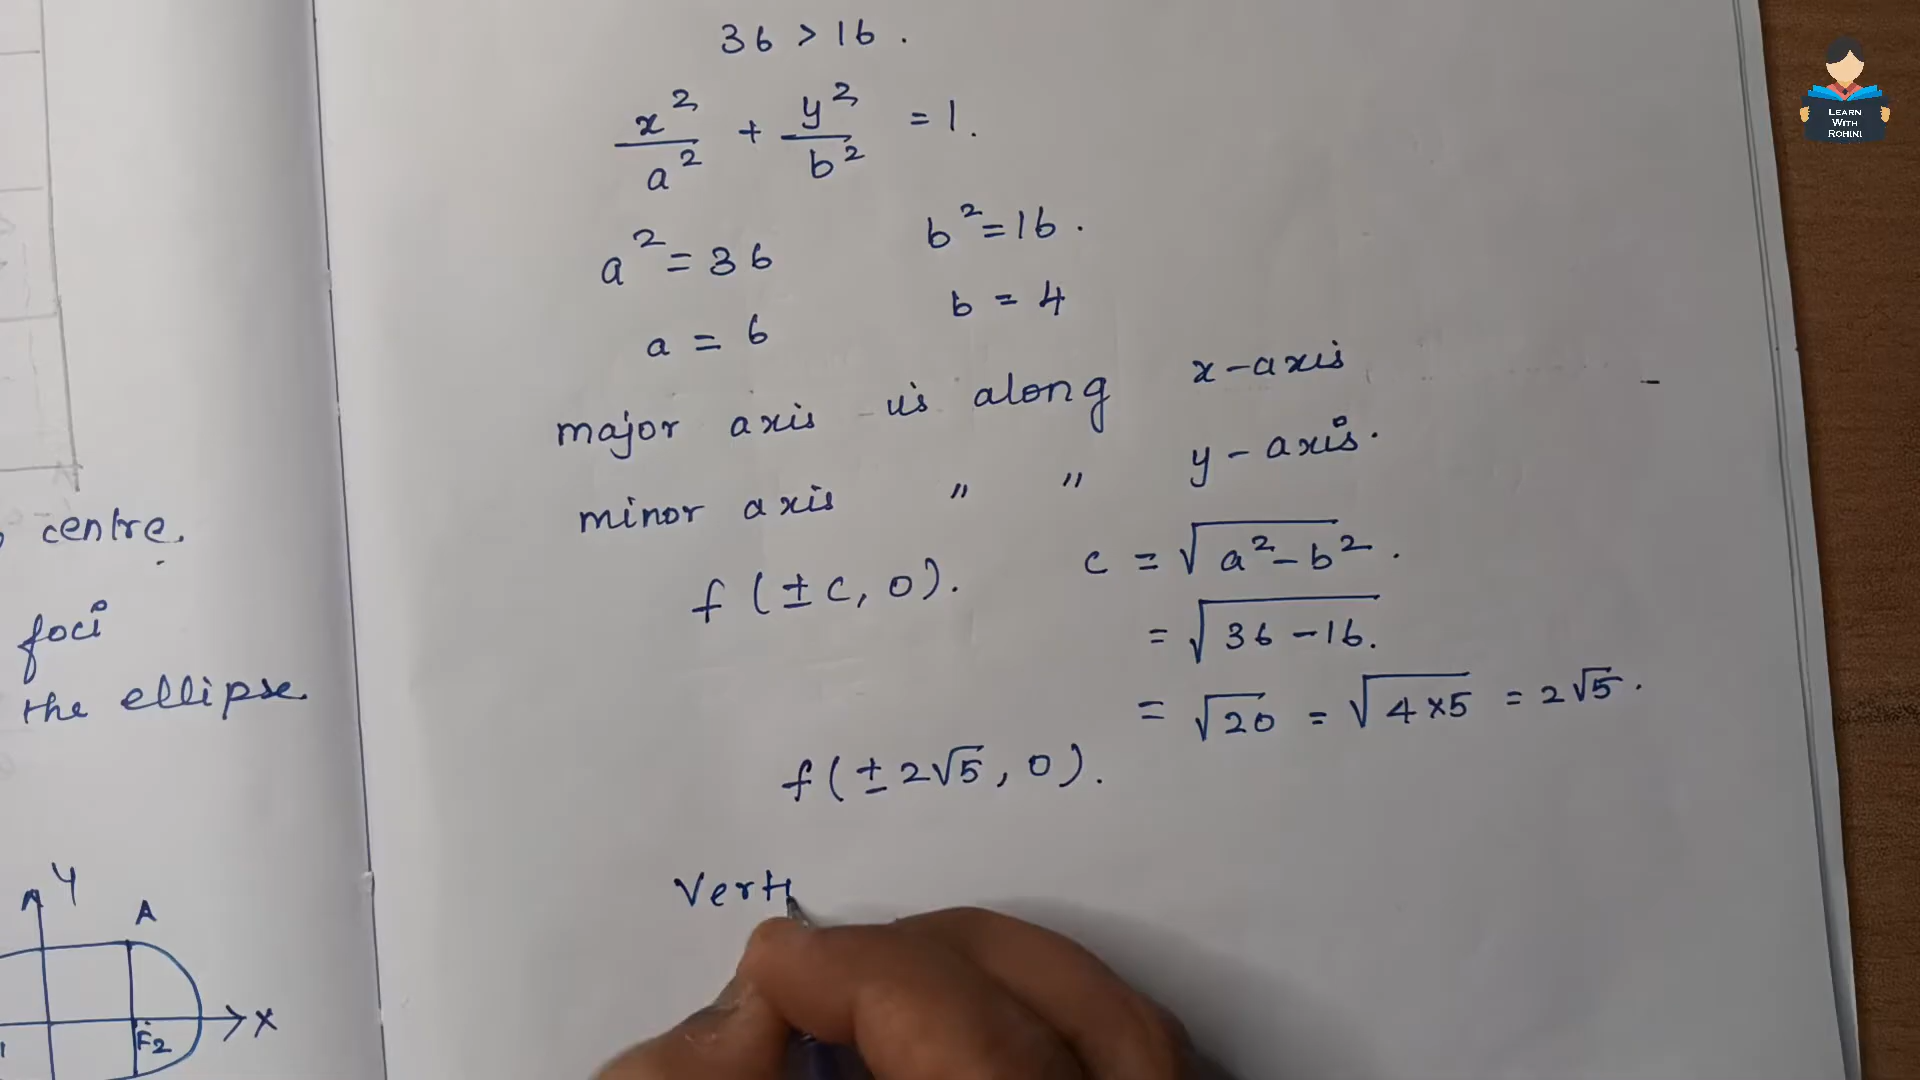 centre.
foci
the ellipse
Y
A
X
F2
36 > 16 .
x²/a² + y²/b² = 1.
a² = 36 b² = 16 .
a = 6 b = 4
major axis is along x-axis
minor axis " " y-axis.
f (± c, 0). c = √a²-b² .
= √36-16.
= √20 = √4×5 = 2√5 .
f(± 2√5, 0).
Verti
LEARN
WITH
ROHINI